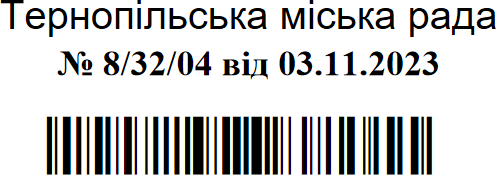 Тернопільська міська рада
№ 8/32/04 від 03.11.2023